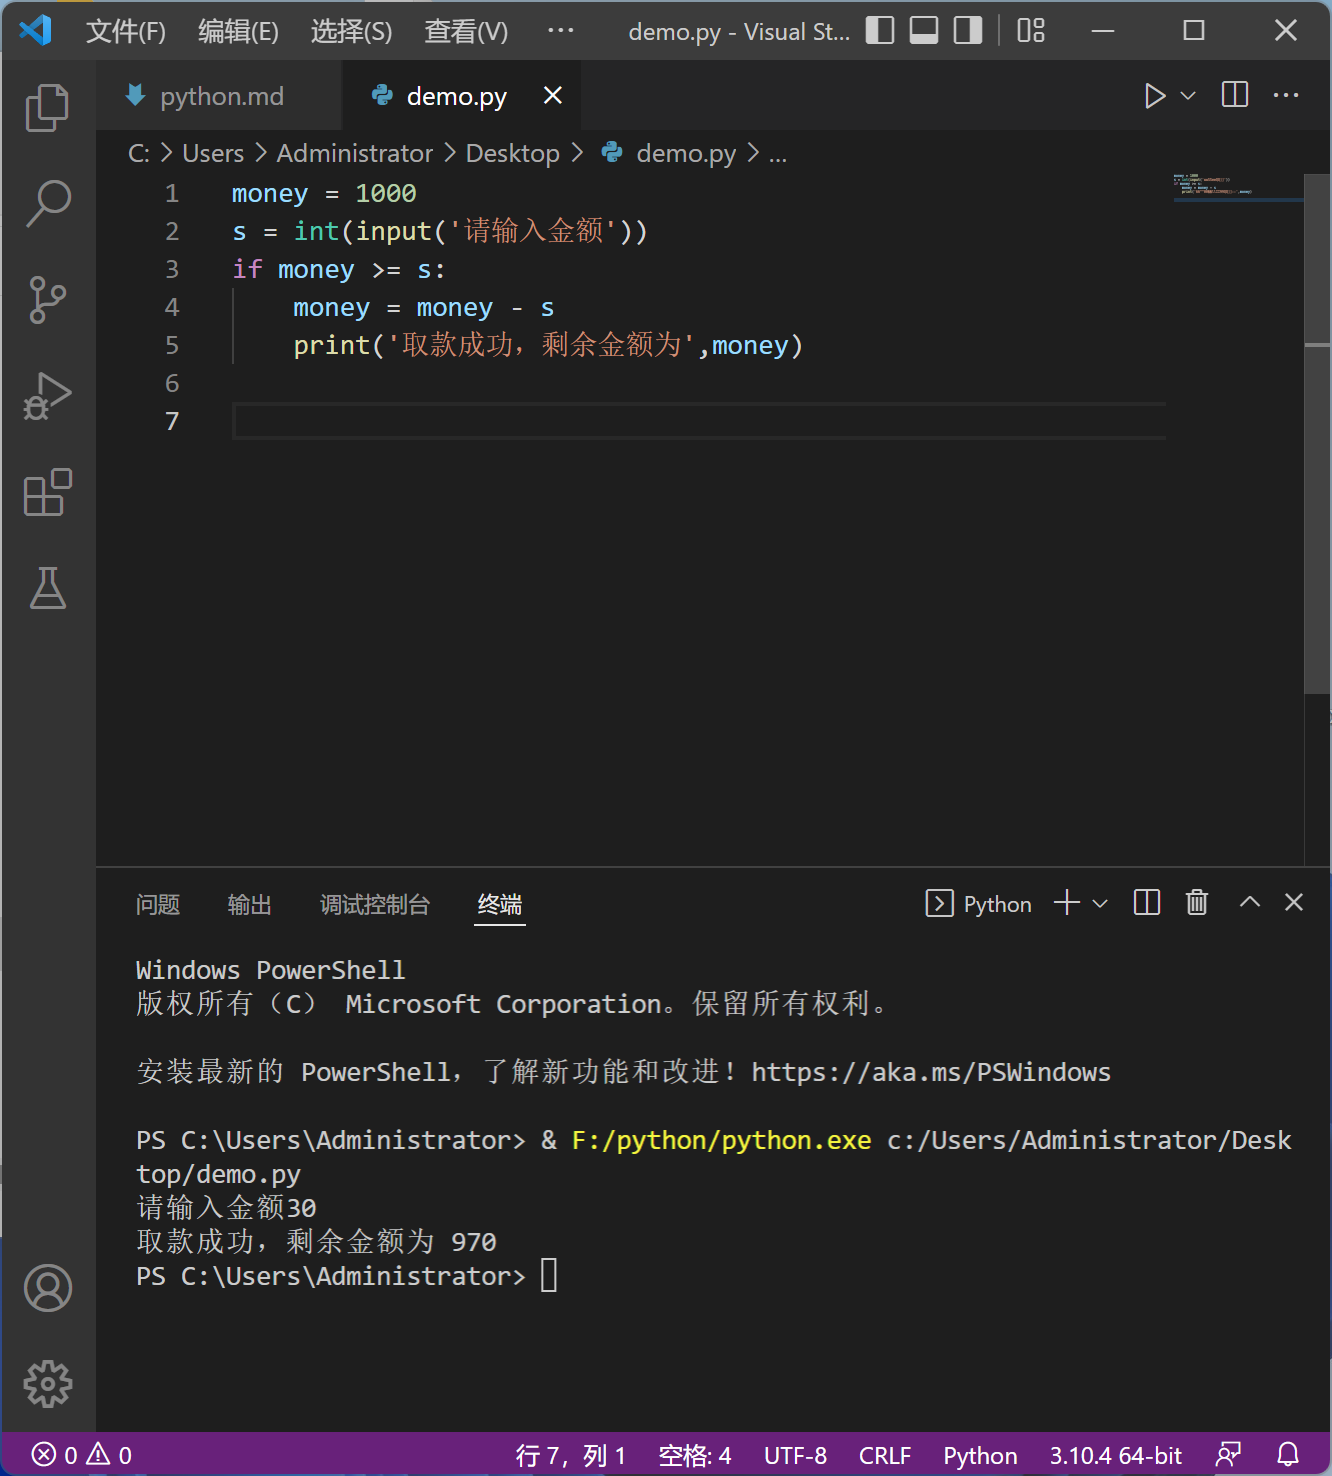 文件(F) 编辑(E) 选择(S) 查看(V) ··· demo.py - Visual St...
python.md demo.py
C: > Users > Administrator > Desktop > demo.py > ...
1 money = 1000
2 s = int(input('请输入金额'))
3 if money >= s:
4     money = money - s
5     print('取款成功，剩余金额为',money)
6
7
问题 输出 调试控制台 终端 Python
Windows PowerShell
版权所有（C） Microsoft Corporation。保留所有权利。
安装最新的 PowerShell，了解新功能和改进！https://aka.ms/PSWindows
PS C:\Users\Administrator> & F:/python/python.exe c:/Users/Administrator/Desk
top/demo.py
请输入金额30
取款成功，剩余金额为 970
PS C:\Users\Administrator>
0 0 行 7，列 1 空格: 4 UTF-8 CRLF Python 3.10.4 64-bit